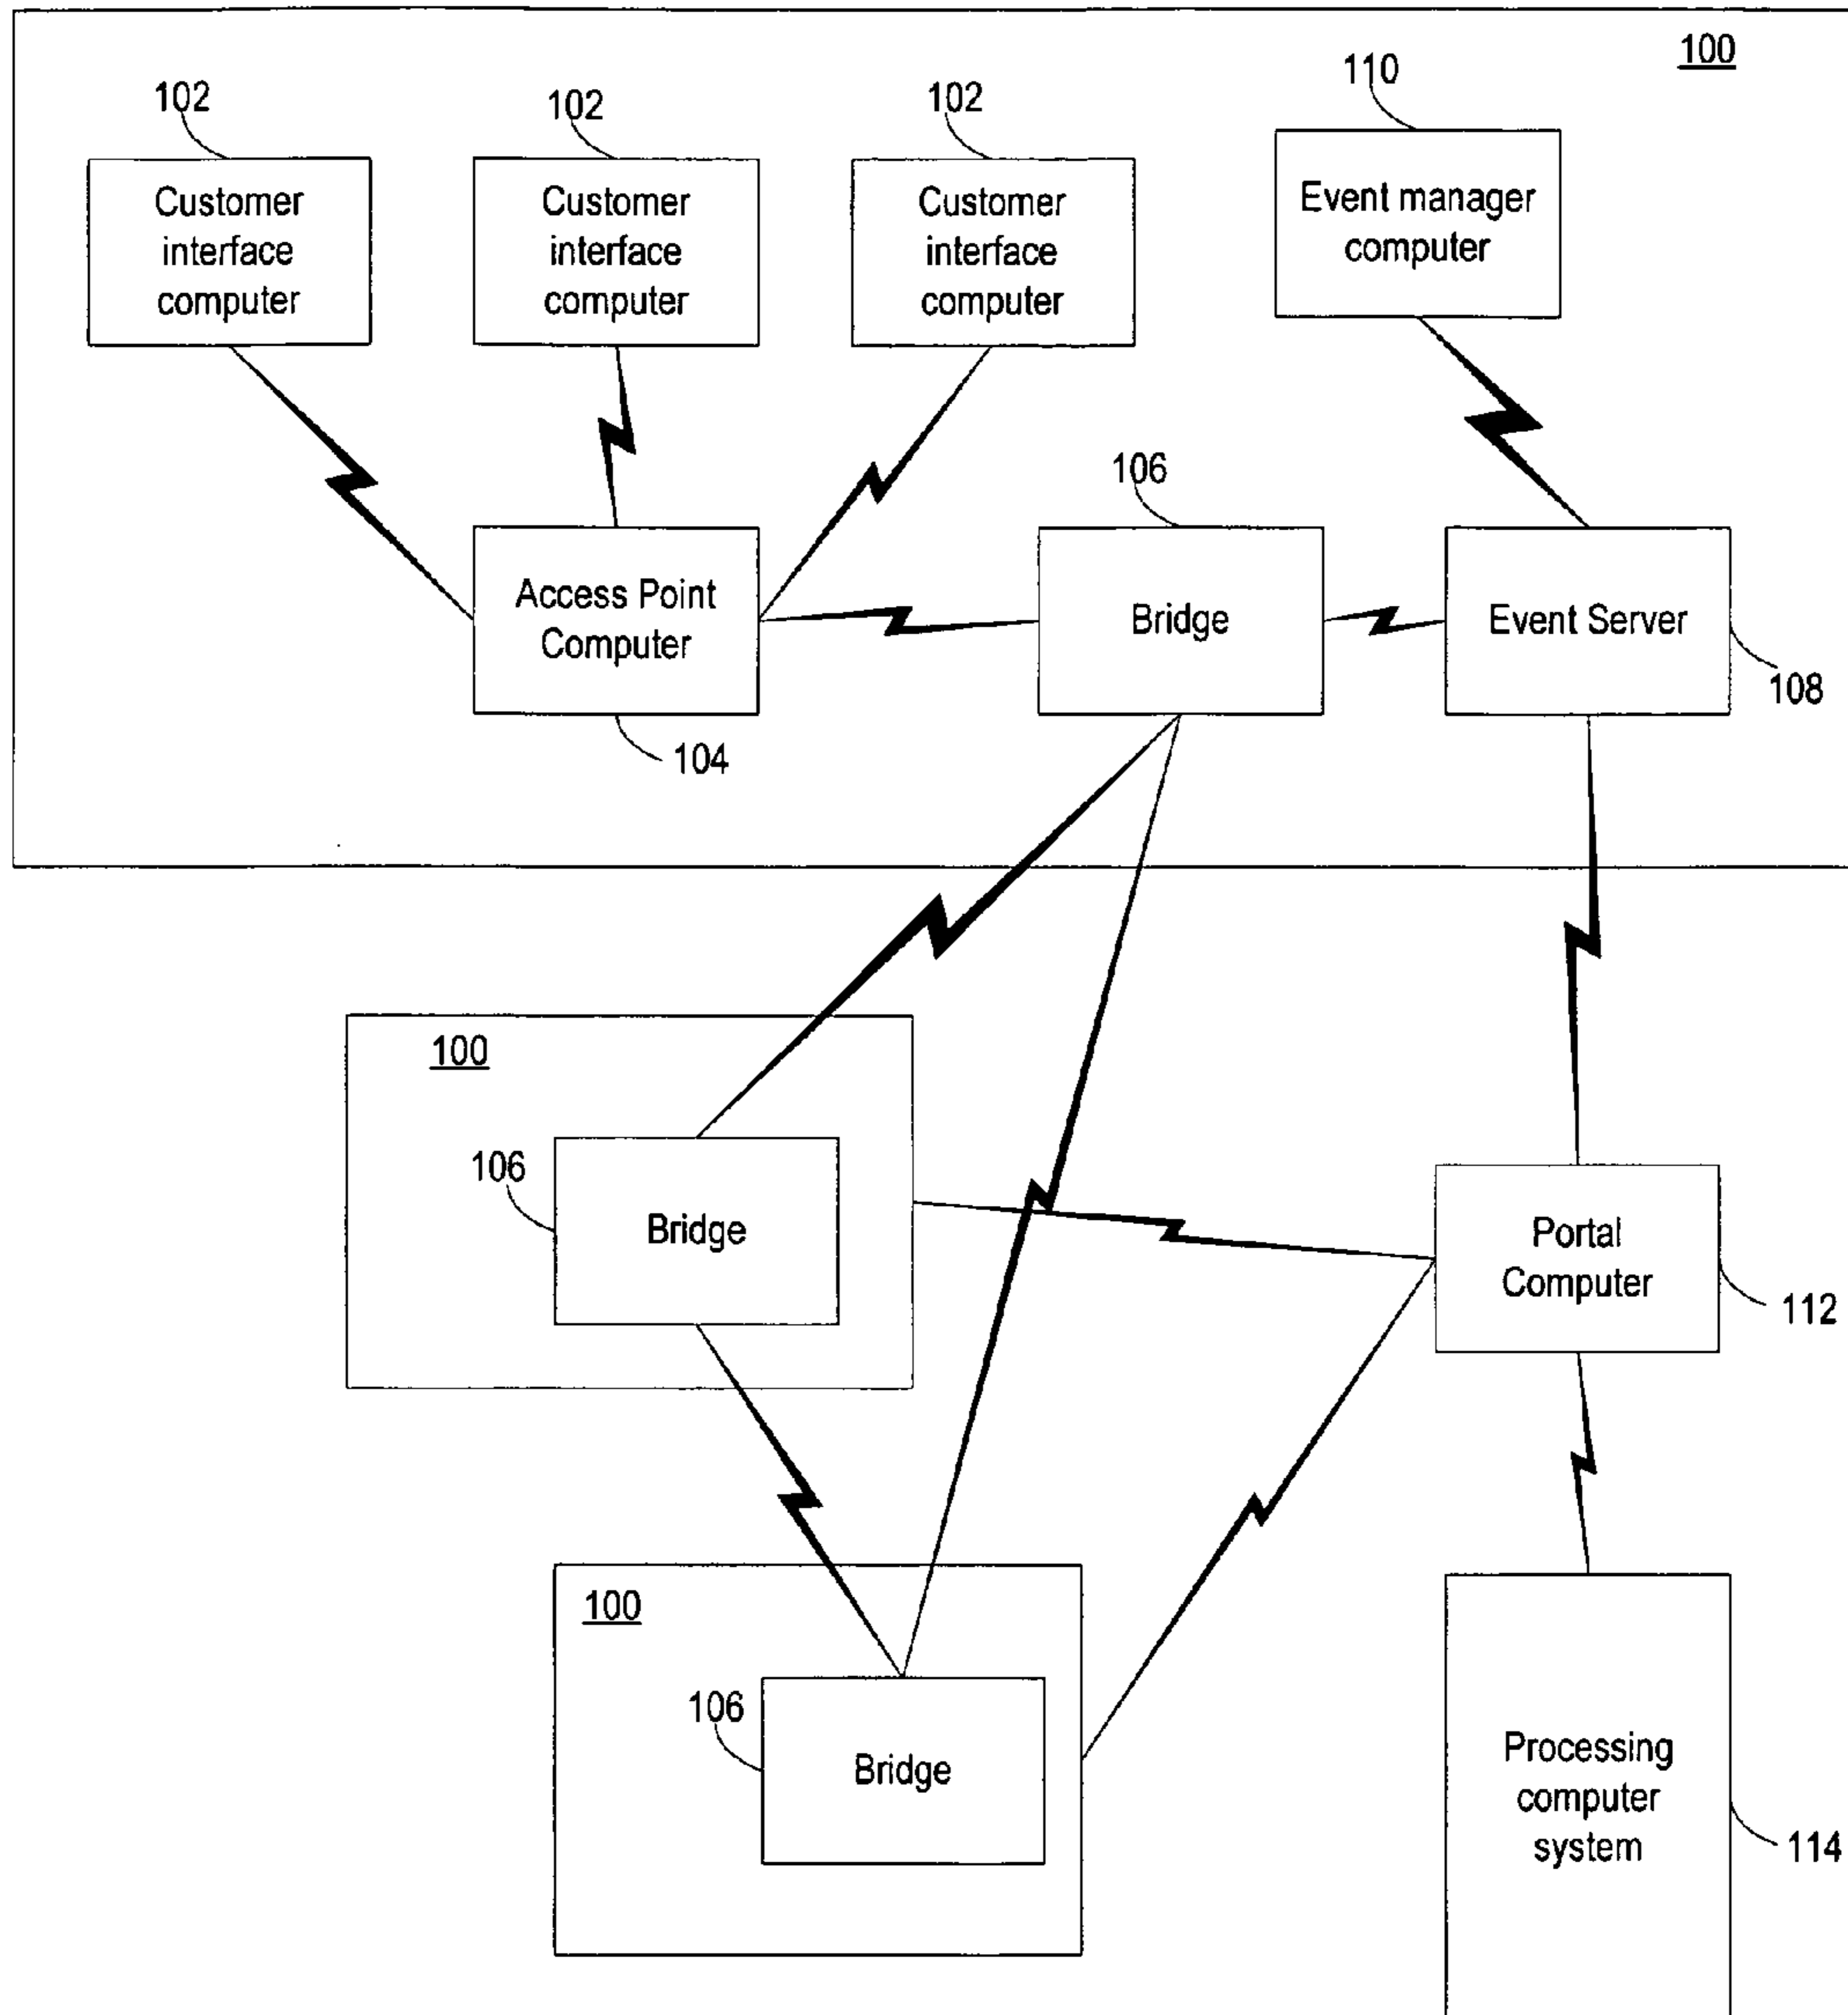 100
110
102
102
102
Customer
interface
computer
Customer
interface
computer
Customer
interface
computer
Event manager
computer
106
Access Point
Computer
Bridge
Event Server
108
104
100
106
Bridge
Portal
Computer
112
100
106
Bridge
Processing
computer
system
114